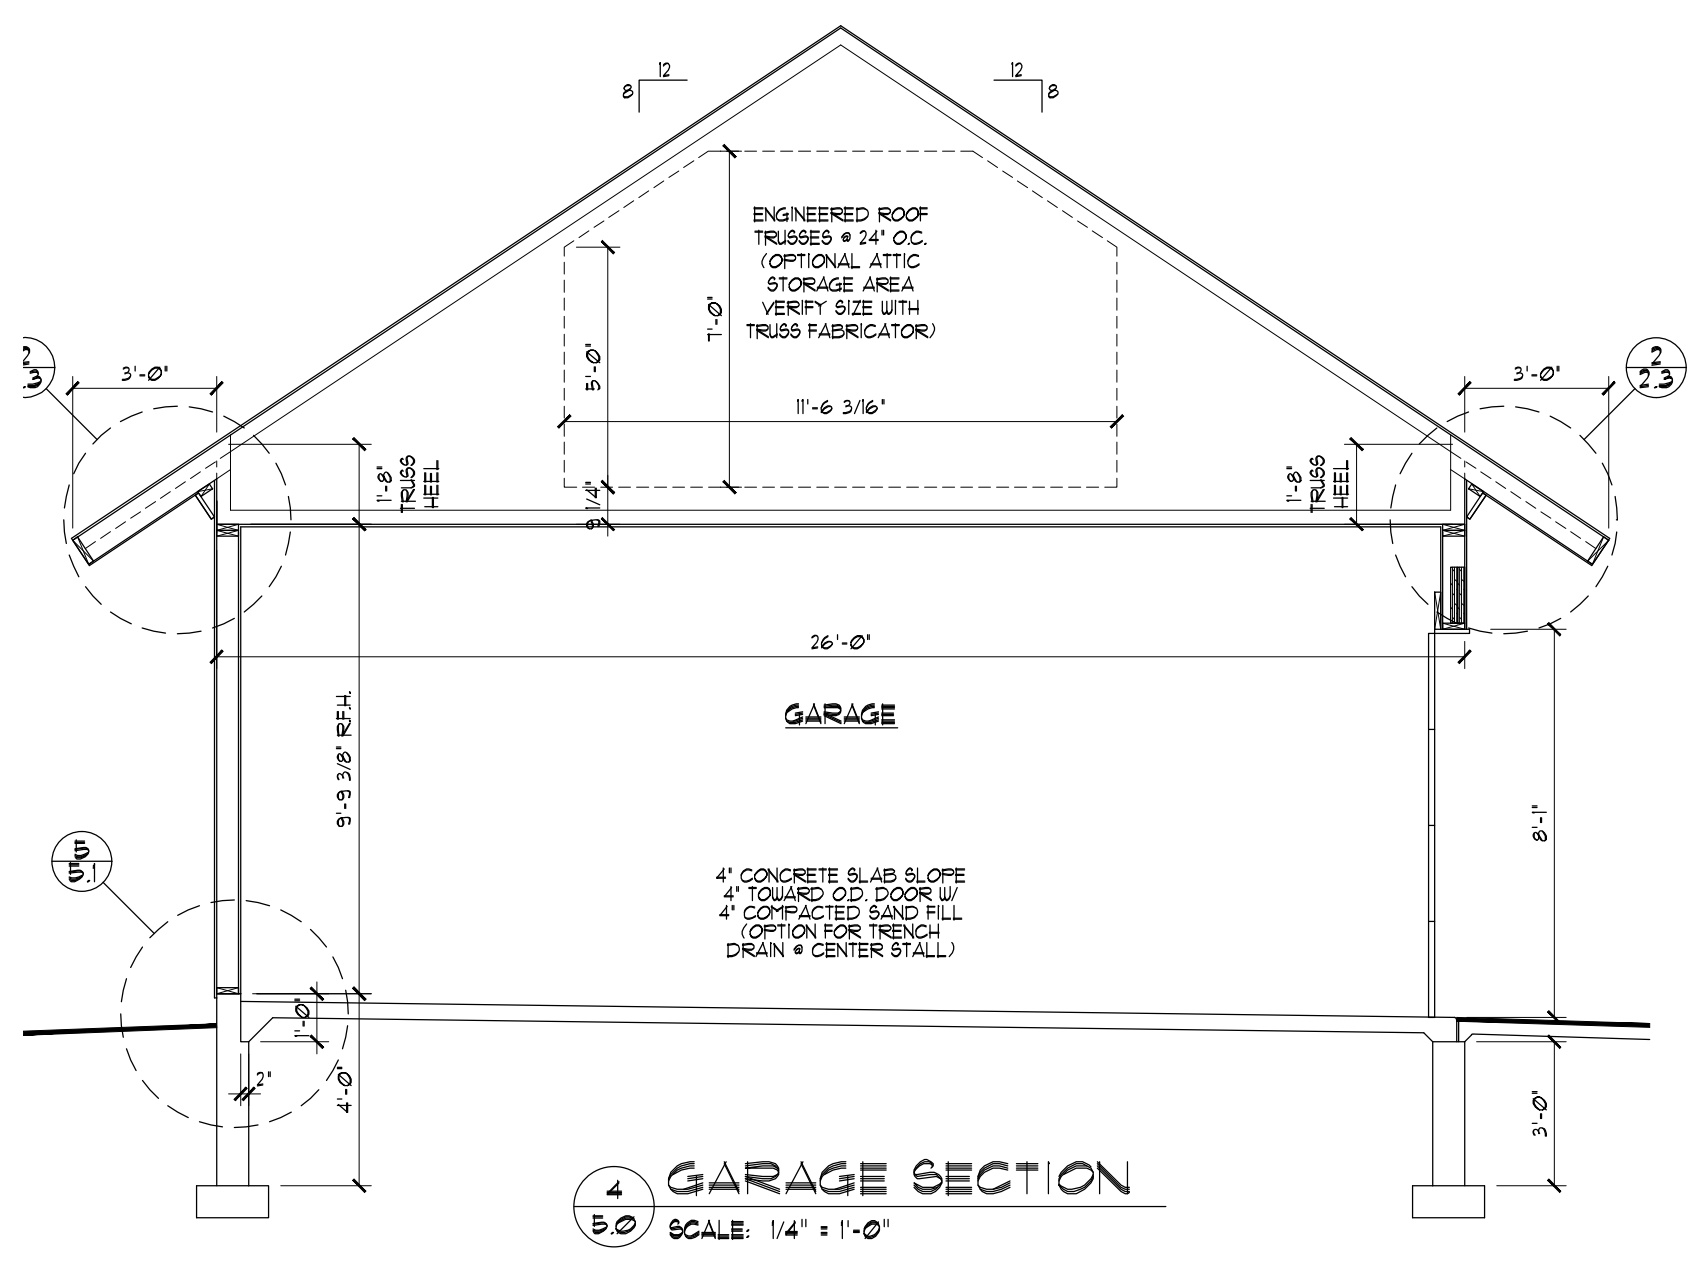 12
8
12
8
ENGINEERED ROOF
TRUSSES @ 24" O.C.
(OPTIONAL ATTIC
STORAGE AREA
VERIFY SIZE WITH
TRUSS FABRICATOR)
7'-0"
5'-0"
2
.3
3'-0"
3'-0"
2
2.3
11'-6 3/16"
1'-8"
TRUSS
HEEL
9 1/4"
1'-8"
TRUSS
HEEL
26'-0"
GARAGE
9'-9 3/8" R.F.H.
8'-1"
5
5.1
4" CONCRETE SLAB SLOPE
4" TOWARD O.D. DOOR W/
4" COMPACTED SAND FILL
(OPTION FOR TRENCH
DRAIN @ CENTER STALL)
1'-0"
2"
4'-0"
3'-0"
4
5.0
GARAGE SECTION
SCALE: 1/4" = 1'-0"